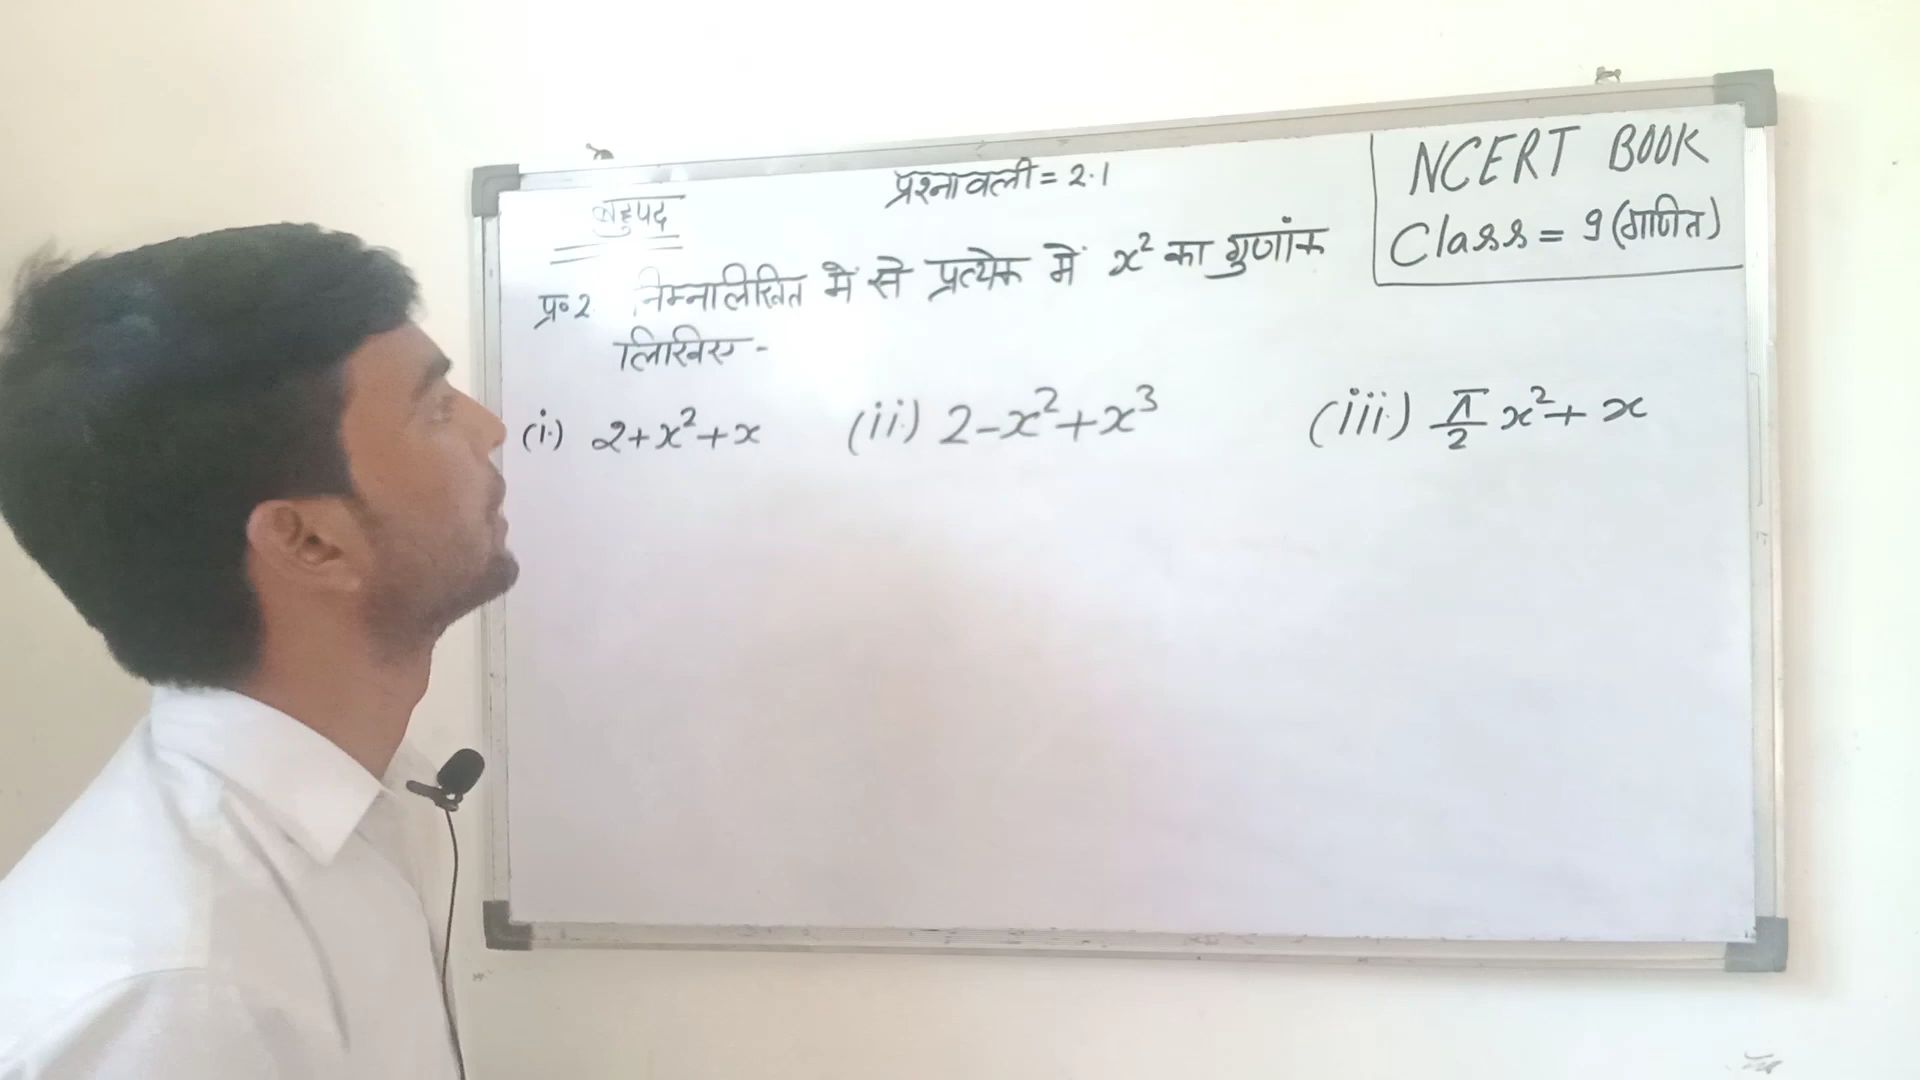 बहुपद
प्रश्नावली = 2.1
NCERT BOOK
Class = 9 (गणित)
प्र॰2. निम्नलिखित में से प्रत्येक में x² का गुणांक
लिखिए -
(i.) 2+x²+x (ii.) 2-x²+x³ (iii.) π/2 x²+x